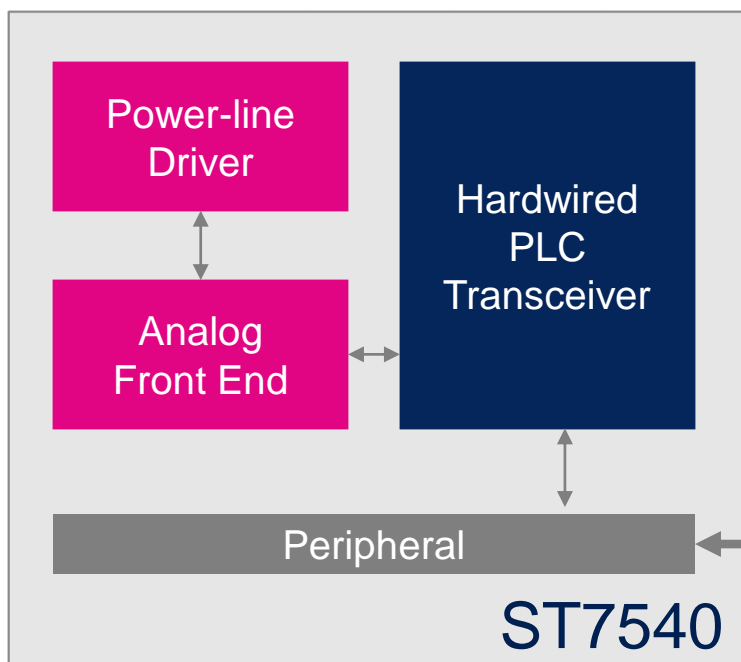 Power-line
Driver
Hardwired
PLC
Transceiver
Analog
Front End
Peripheral
ST7540